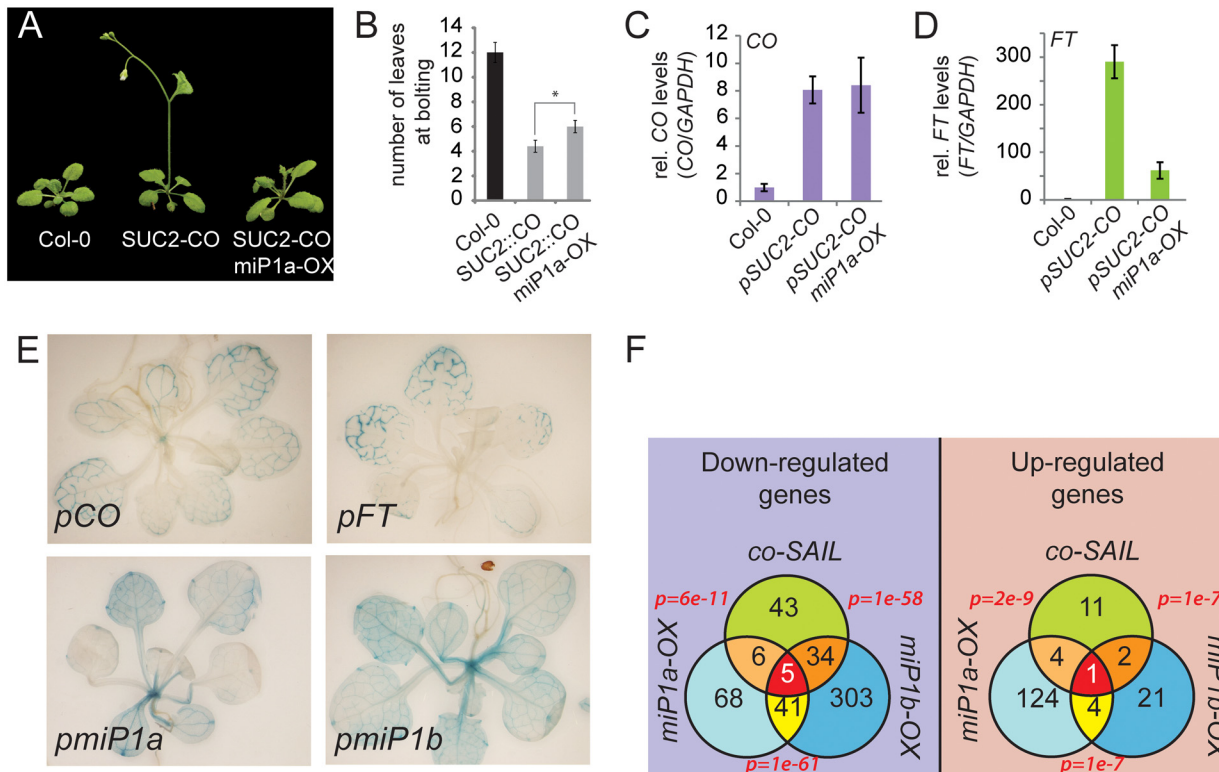 A
Col-0
SUC2-CO
SUC2-CO
miP1a-OX
B
number of leaves
at bolting
14
12
10
8
6
4
2
0
*
Col-0
SUC2::CO
SUC2::CO
miP1a-OX
C
rel. CO levels
(CO/GAPDH)
12
10
8
6
4
2
0
CO
Col-0
pSUC2-CO
pSUC2-CO
miP1a-OX
D
rel. FT levels
(FT/GAPDH)
300
200
100
0
FT
Col-0
pSUC2-CO
pSUC2-CO
miP1a-OX
E
pCO
pFT
pmiP1a
pmiP1b
F
Down-regulated
genes
co-SAIL
p=6e-11
p=1e-58
miP1a-OX
miP1b-OX
43
6
34
5
68
41
303
p=1e-61
Up-regulated
genes
co-SAIL
p=2e-9
p=1e-7
miP1a-OX
miP1b-OX
11
4
2
1
124
4
21
p=1e-7